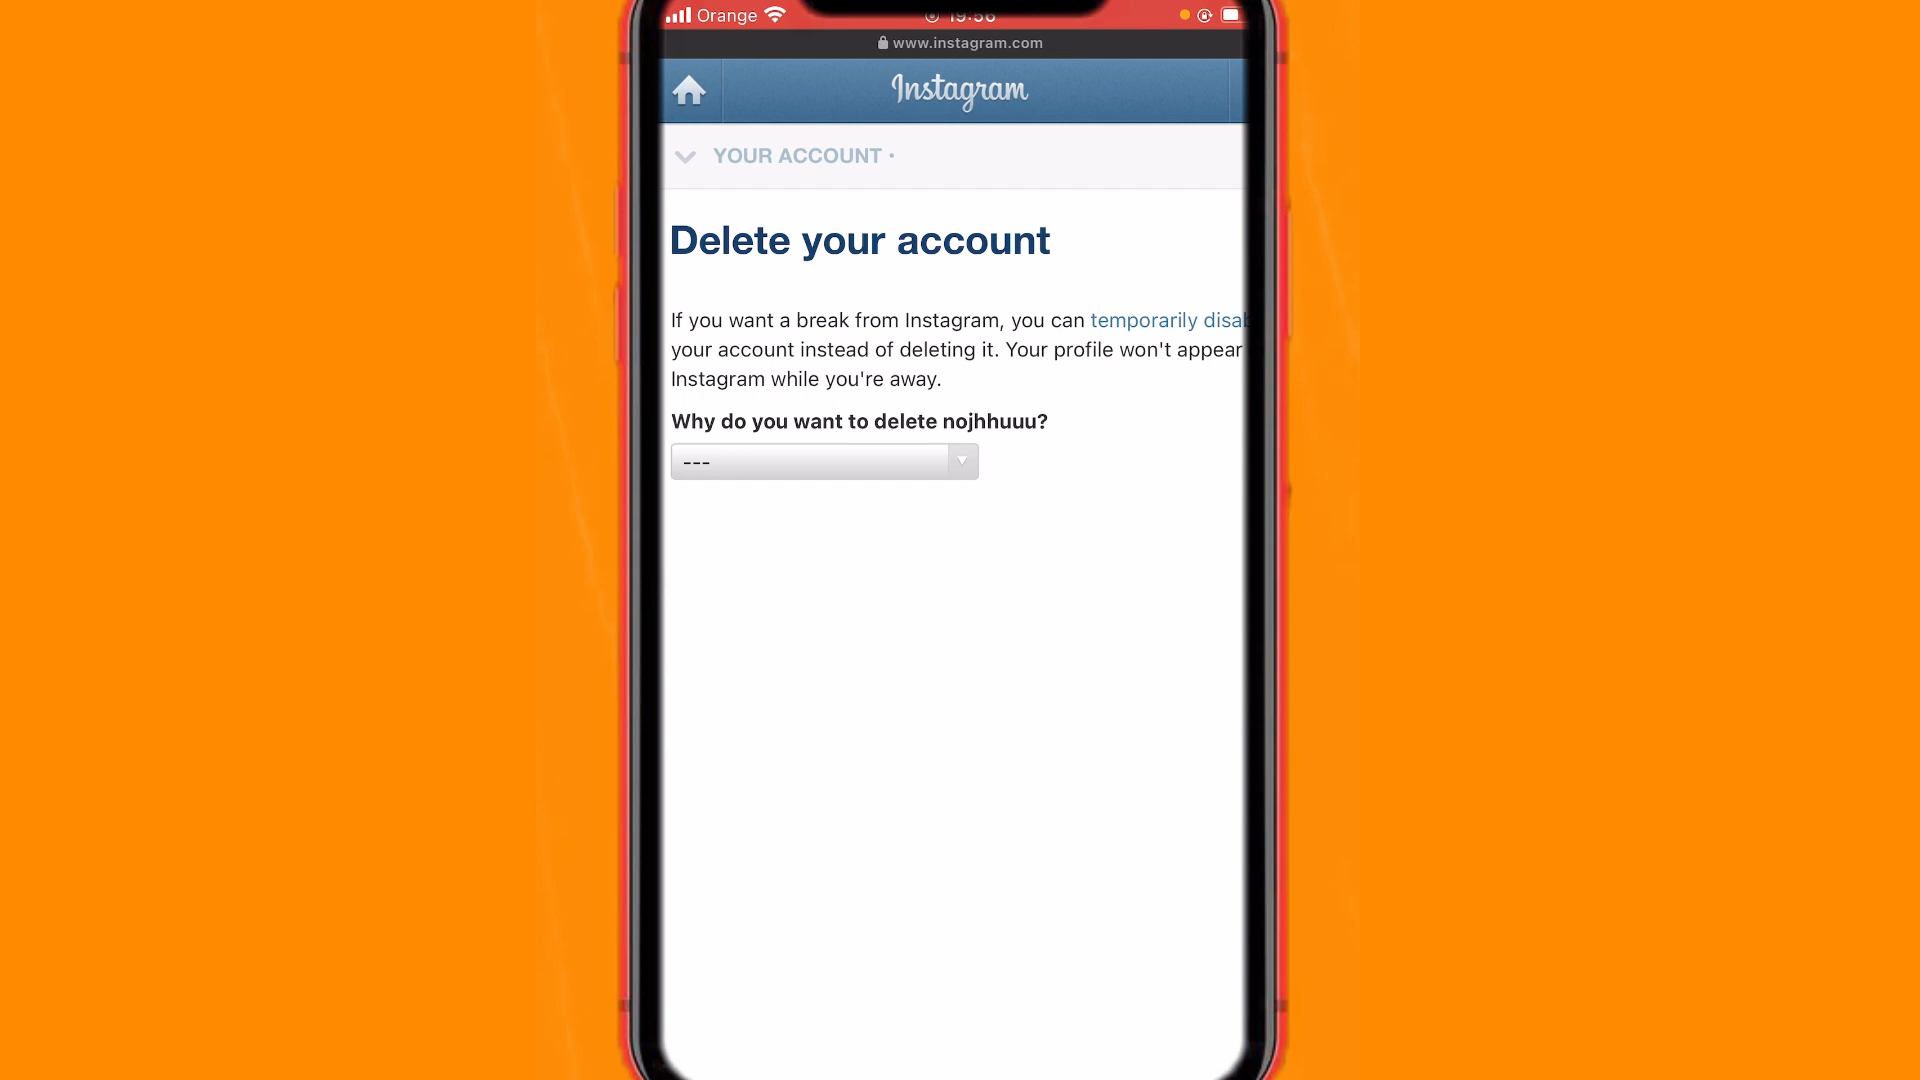 Orange 19:56
www.instagram.com
Instagram
YOUR ACCOUNT •
Delete your account
If you want a break from Instagram, you can temporarily
your account instead of deleting it. Your profile won't appear
Instagram while you're away.
Why do you want to delete nojhhuuu?
---